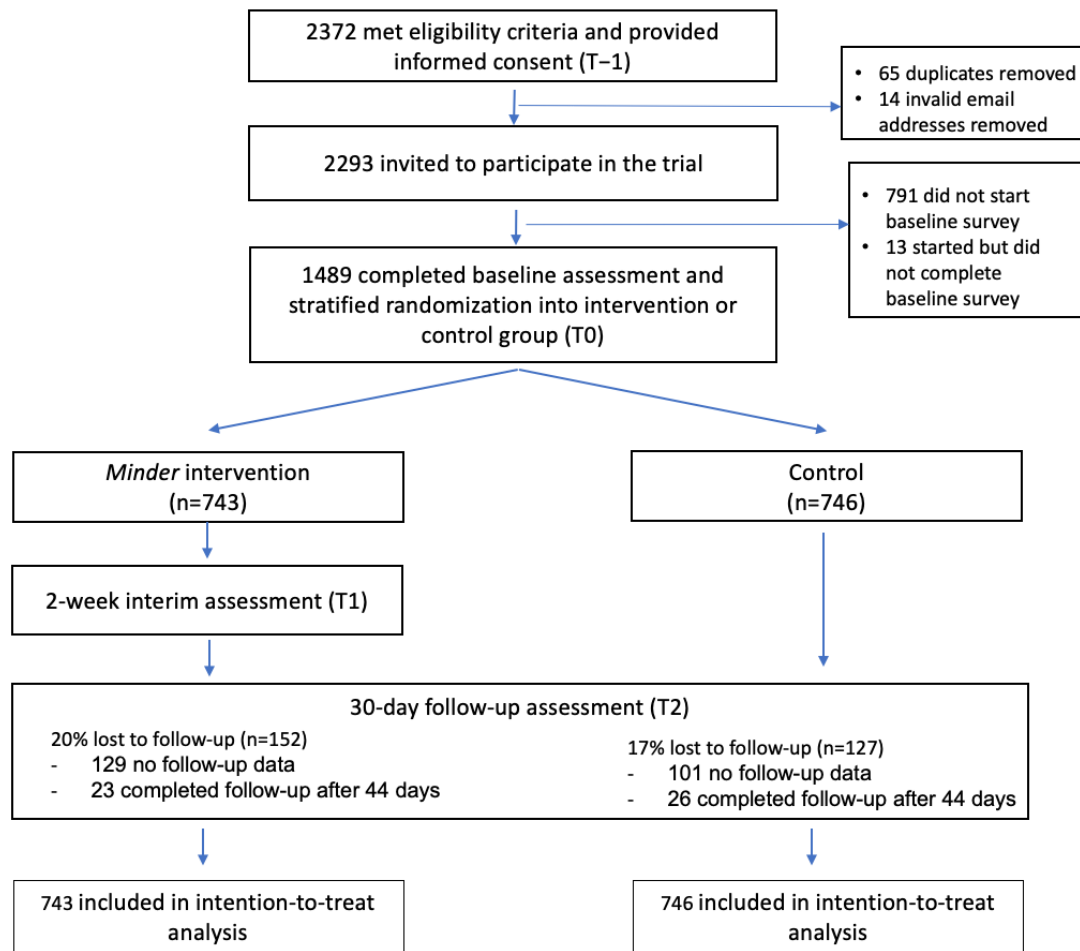 2372 met eligibility criteria and provided
informed consent (T−1)
• 65 duplicates removed
• 14 invalid email
addresses removed
2293 invited to participate in the trial
• 791 did not start
baseline survey
• 13 started but did
not complete
baseline survey
1489 completed baseline assessment and
stratified randomization into intervention or
control group (T0)
Minder intervention
(n=743)
Control
(n=746)
2-week interim assessment (T1)
30-day follow-up assessment (T2)
20% lost to follow-up (n=152)
- 129 no follow-up data
- 23 completed follow-up after 44 days
17% lost to follow-up (n=127)
- 101 no follow-up data
- 26 completed follow-up after 44 days
743 included in intention-to-treat
analysis
746 included in intention-to-treat
analysis